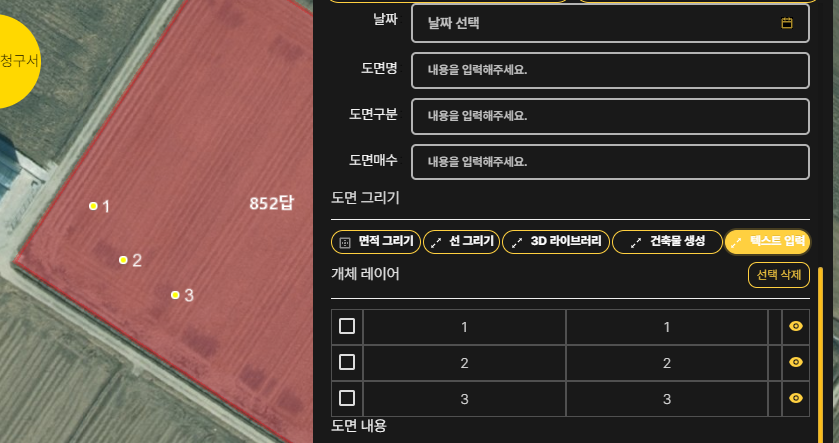 청구서
852답
1
2
3
날짜
날짜 선택
도면명
내용을 입력해주세요.
도면구분
내용을 입력해주세요.
도면매수
내용을 입력해주세요.
도면 그리기
면적 그리기 선 그리기 3D 라이브러리 건축물 생성 텍스트 입력
개체 레이어
선택 삭제
1 1
2 2
3 3
도면 내용